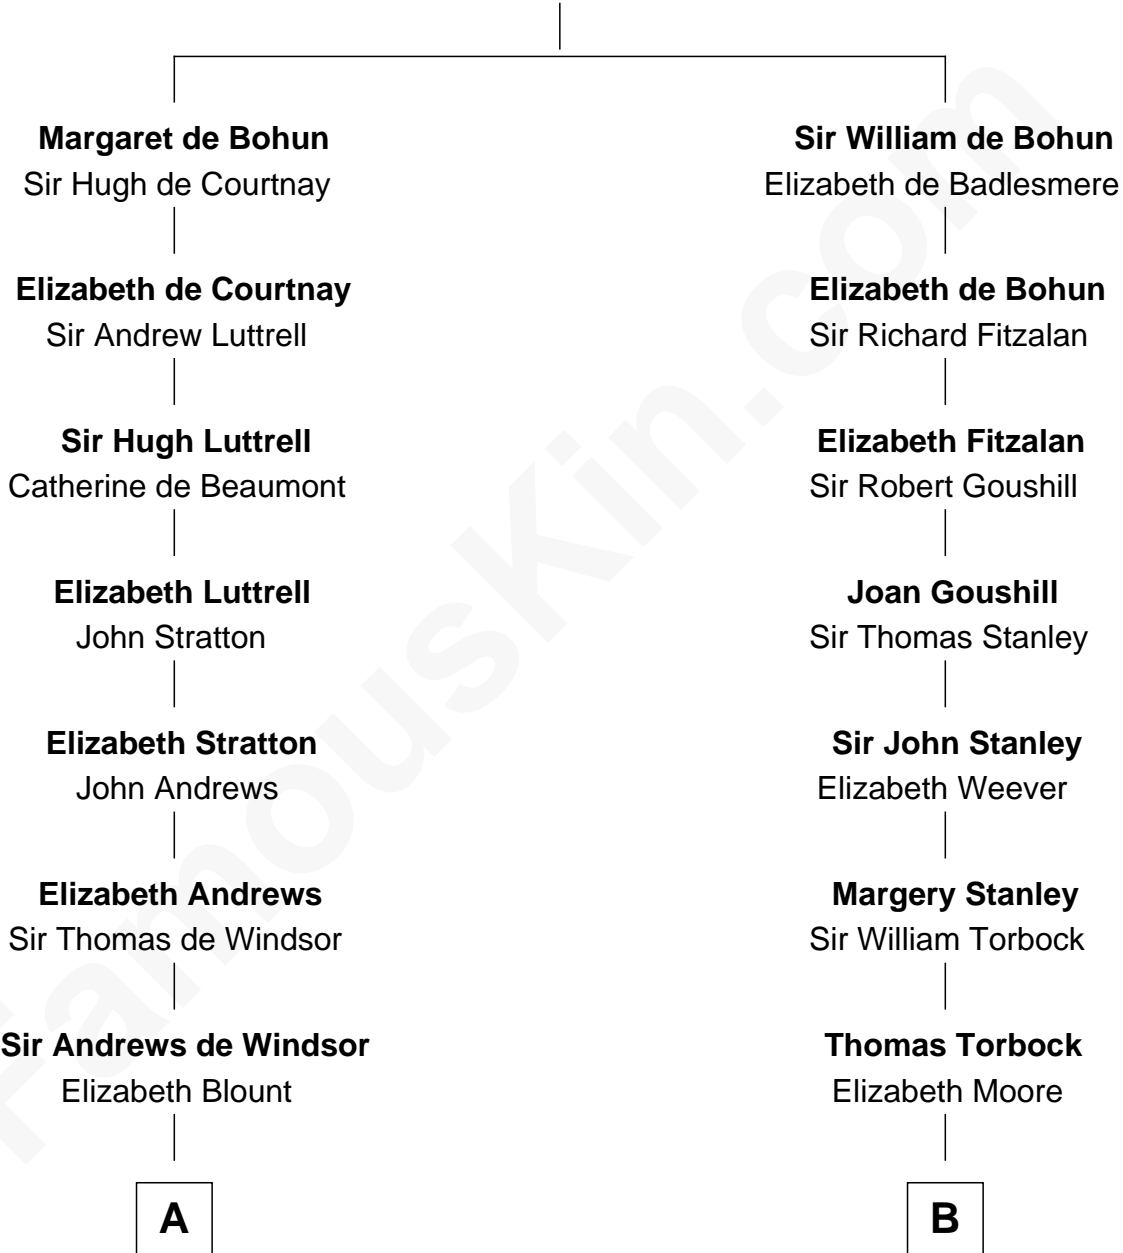 Margaret de Bohun
Sir Hugh de Courtnay
Elizabeth de Courtnay
Sir Andrew Luttrell
Sir Hugh Luttrell
Catherine de Beaumont
Elizabeth Luttrell
John Stratton
Elizabeth Stratton
John Andrews
Elizabeth Andrews
Sir Thomas de Windsor
Sir Andrews de Windsor
Elizabeth Blount
A
Sir William de Bohun
Elizabeth de Badlesmere
Elizabeth de Bohun
Sir Richard Fitzalan
Elizabeth Fitzalan
Sir Robert Goushill
Joan Goushill
Sir Thomas Stanley
Sir John Stanley
Elizabeth Weever
Margery Stanley
Sir William Torbock
Thomas Torbock
Elizabeth Moore
B
FamousKin.com